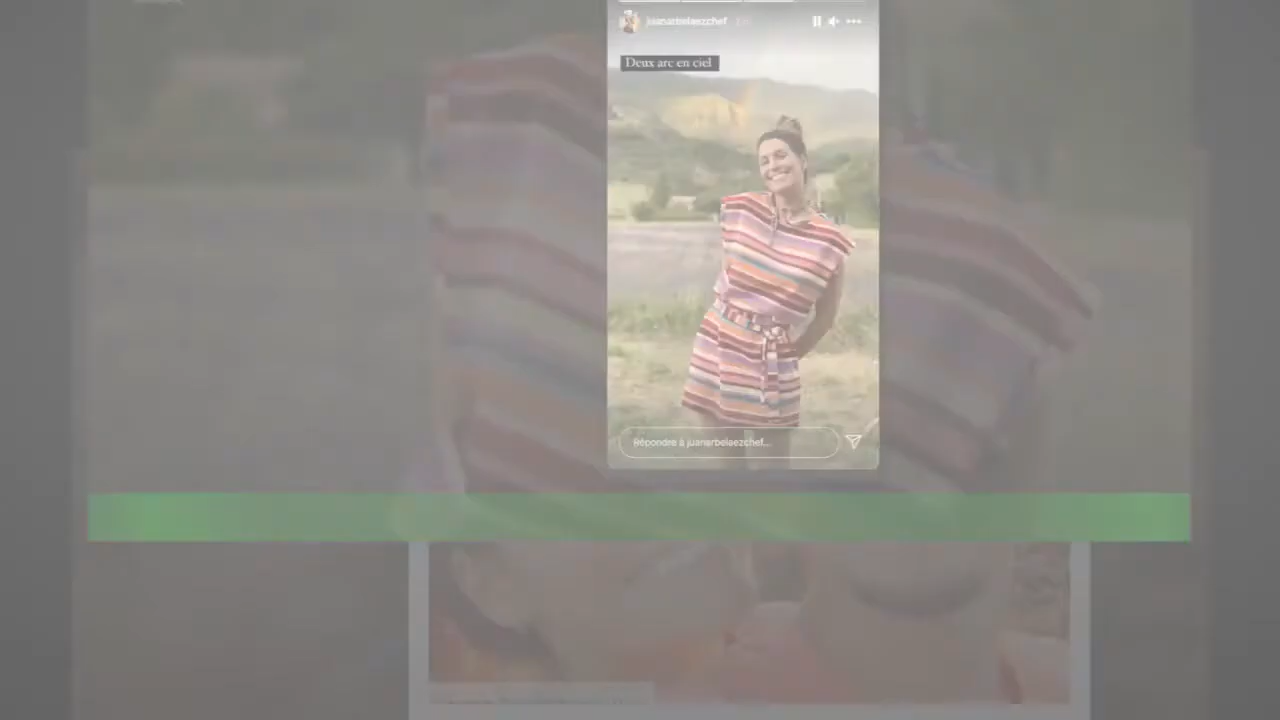 juanarbelaezchef
Deux arc en ciel
Répondre à juanarbelaezchef...